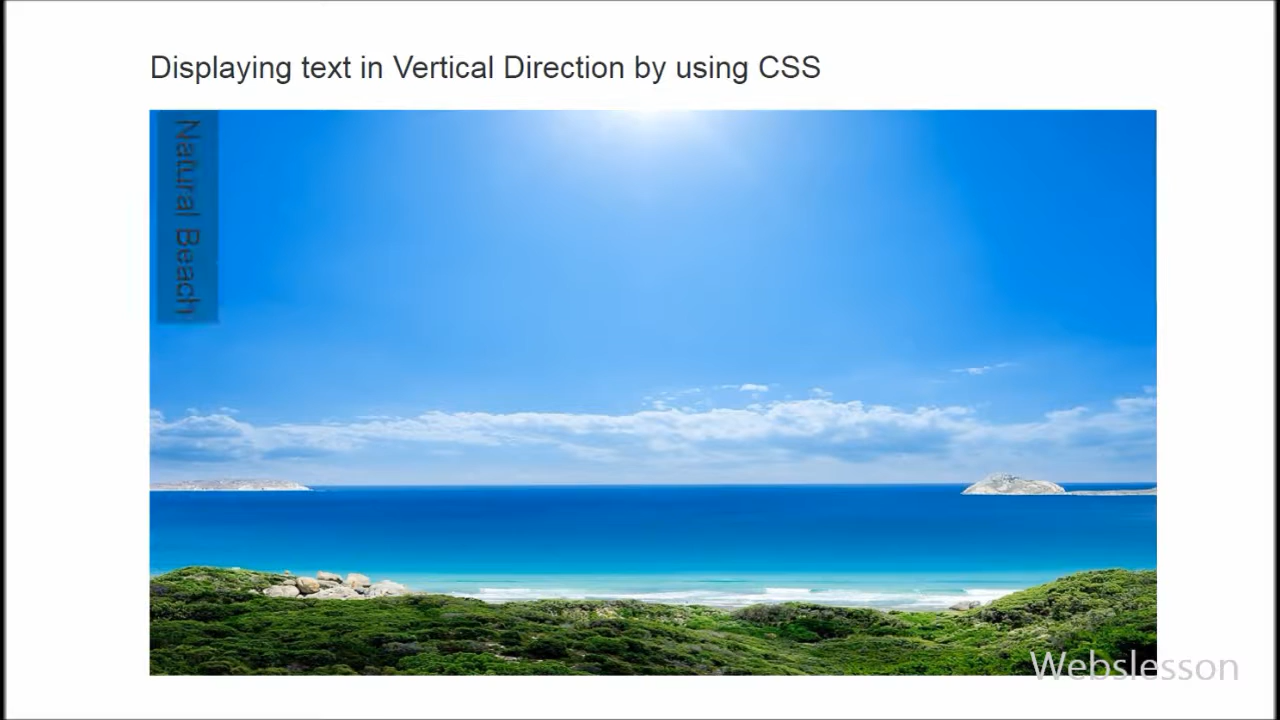 Displaying text in Vertical Direction by using CSS
Natural Beach
Webslesson